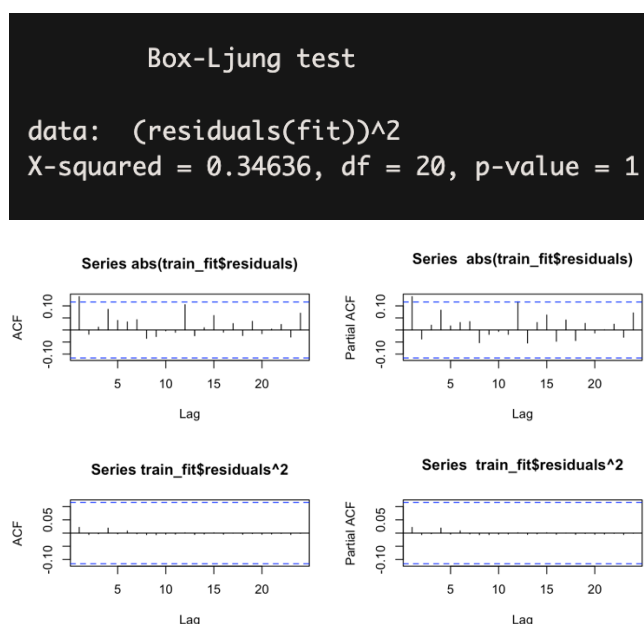 Box-Ljung test
data:  (residuals(fit))^2
X-squared = 0.34636, df = 20, p-value = 1
Series abs(train_fit$residuals)
ACF
0.10
-0.10
5 10 15 20
Lag
Series  abs(train_fit$residuals)
Partial ACF
0.10
-0.10
5 10 15 20
Lag
Series train_fit$residuals^2
ACF
0.05
-0.10
5 10 15 20
Lag
Series  train_fit$residuals^2
Partial ACF
0.05
-0.10
5 10 15 20
Lag